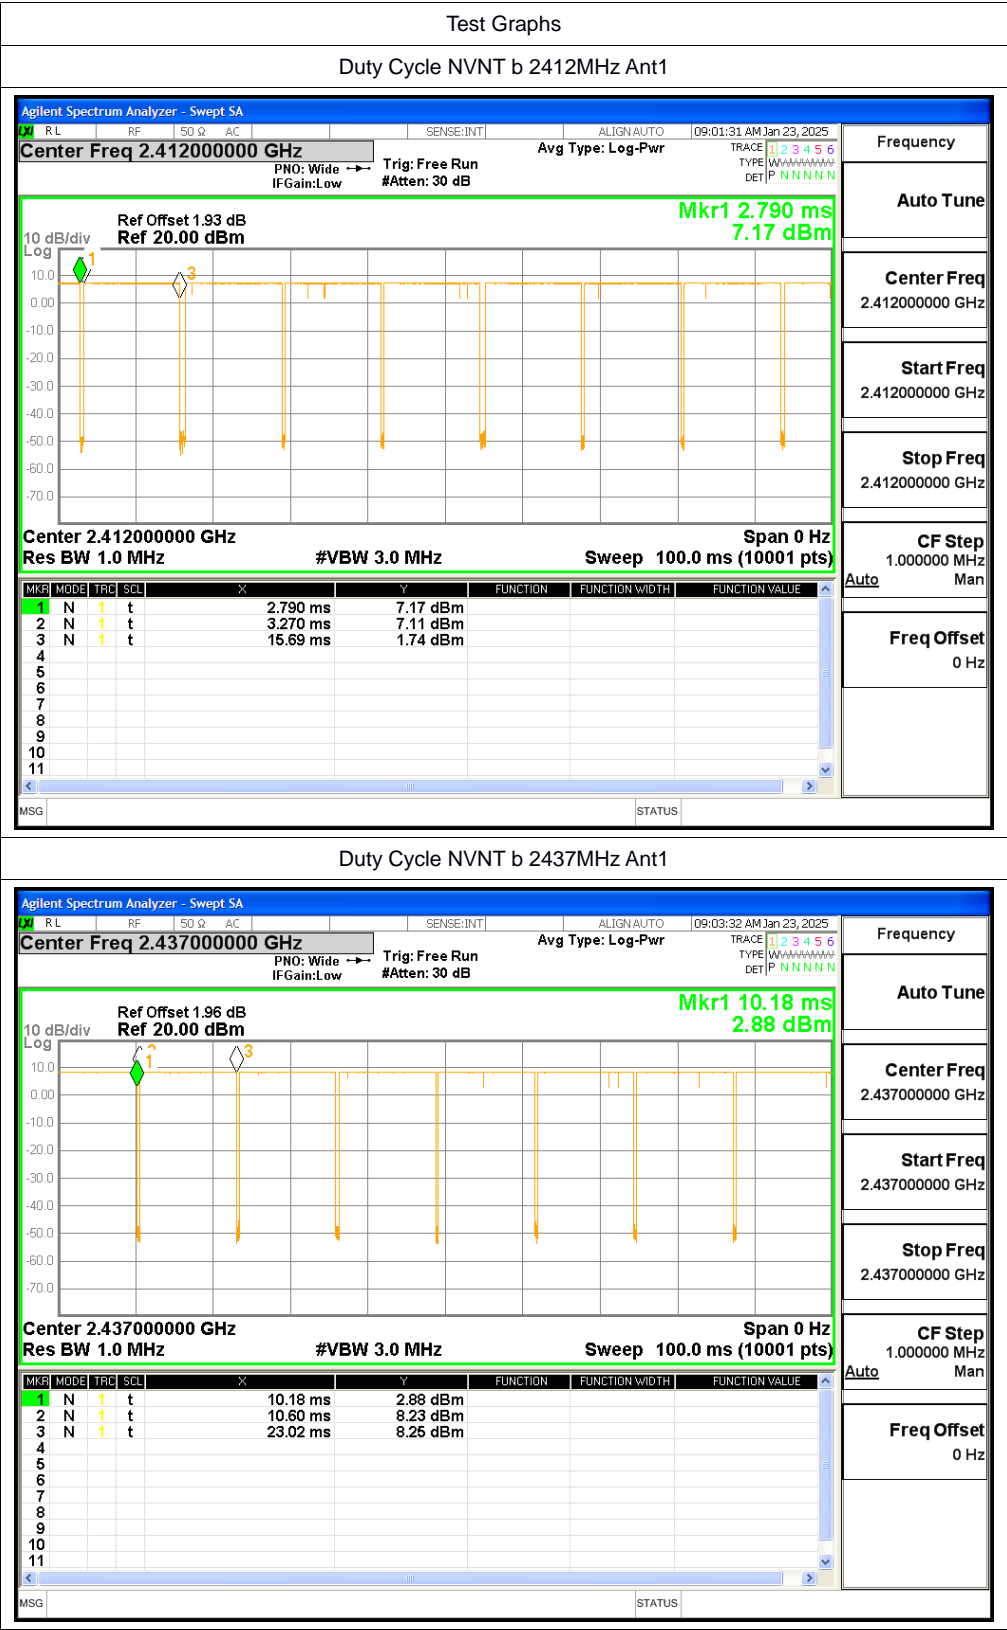 Test Graphs
Duty Cycle NVNT b 2412MHz Ant1
Agilent Spectrum Analyzer - Swept SA
LXI RL RF 50 Ω AC SENSE:INT ALIGNAUTO 09:01:31 AM Jan 23, 2025
Center Freq 2.412000000 GHz
PNO: Wide
IFGain:Low
Trig: Free Run
#Atten: 30 dB
Avg Type: Log-Pwr
TRACE 1 2 3 4 5 6
TYPE W
DET P N N N N N
Ref Offset 1.93 dB
10 dB/div Ref 20.00 dBm
Log
Mkr1 2.790 ms
7.17 dBm
1
3
10.0
0.00
-10.0
-20.0
-30.0
-40.0
-50.0
-60.0
-70.0
Center 2.412000000 GHz Span 0 Hz
Res BW 1.0 MHz #VBW 3.0 MHz Sweep 100.0 ms (10001 pts)
MKR MODE TRC SCL X Y FUNCTION FUNCTION WIDTH FUNCTION VALUE
1 N 1 t 2.790 ms 7.17 dBm
2 N 1 t 3.270 ms 7.11 dBm
3 N 1 t 15.69 ms 1.74 dBm
4
5
6
7
8
9
10
11
MSG STATUS
Frequency
Auto Tune
Center Freq
2.412000000 GHz
Start Freq
2.412000000 GHz
Stop Freq
2.412000000 GHz
CF Step
1.000000 MHz
Auto Man
Freq Offset
0 Hz
Duty Cycle NVNT b 2437MHz Ant1
Agilent Spectrum Analyzer - Swept SA
LXI RL RF 50 Ω AC SENSE:INT ALIGNAUTO 09:03:32 AM Jan 23, 2025
Center Freq 2.437000000 GHz
PNO: Wide
IFGain:Low
Trig: Free Run
#Atten: 30 dB
Avg Type: Log-Pwr
TRACE 1 2 3 4 5 6
TYPE W
DET P N N N N N
Ref Offset 1.96 dB
10 dB/div Ref 20.00 dBm
Log
Mkr1 10.18 ms
2.88 dBm
1
3
10.0
0.00
-10.0
-20.0
-30.0
-40.0
-50.0
-60.0
-70.0
Center 2.437000000 GHz Span 0 Hz
Res BW 1.0 MHz #VBW 3.0 MHz Sweep 100.0 ms (10001 pts)
MKR MODE TRC SCL X Y FUNCTION FUNCTION WIDTH FUNCTION VALUE
1 N 1 t 10.18 ms 2.88 dBm
2 N 1 t 10.60 ms 8.23 dBm
3 N 1 t 23.02 ms 8.25 dBm
4
5
6
7
8
9
10
11
MSG STATUS
Frequency
Auto Tune
Center Freq
2.437000000 GHz
Start Freq
2.437000000 GHz
Stop Freq
2.437000000 GHz
CF Step
1.000000 MHz
Auto Man
Freq Offset
0 Hz